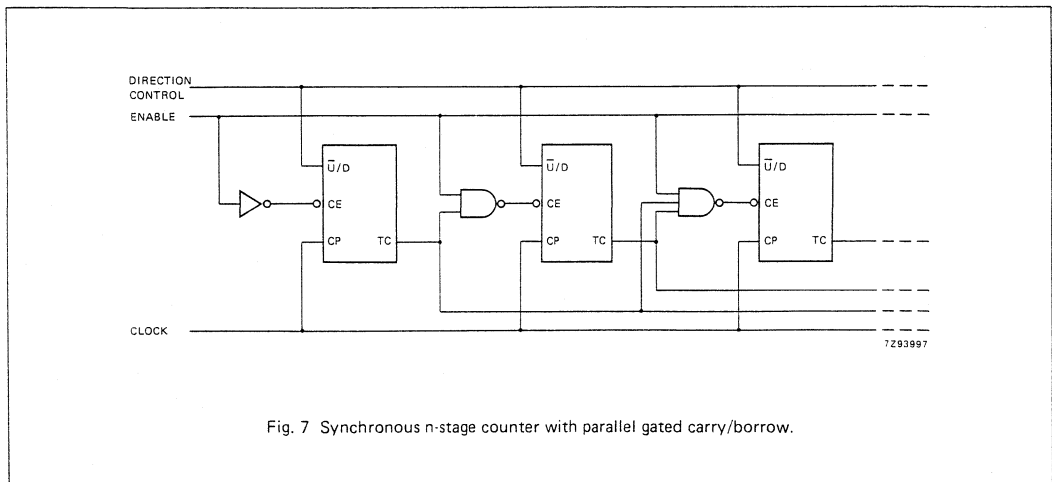 DIRECTION
CONTROL
ENABLE
U̅/D
CE
CP TC
U̅/D
CE
CP TC
U̅/D
CE
CP TC
CLOCK
7Z93997
Fig. 7 Synchronous n-stage counter with parallel gated carry/borrow.